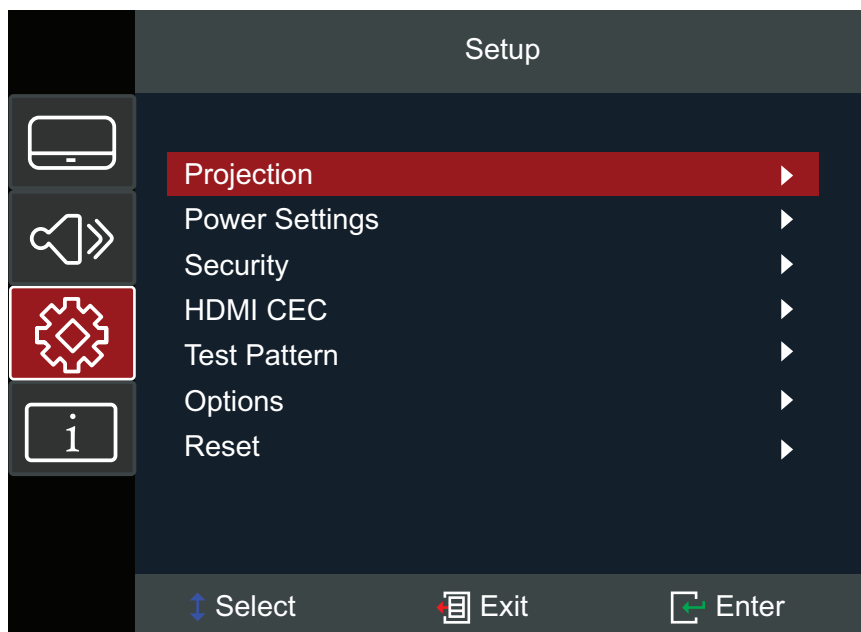 Setup
Projection
Power Settings
Security
HDMI CEC
Test Pattern
Options
Reset
i
Select Exit Enter